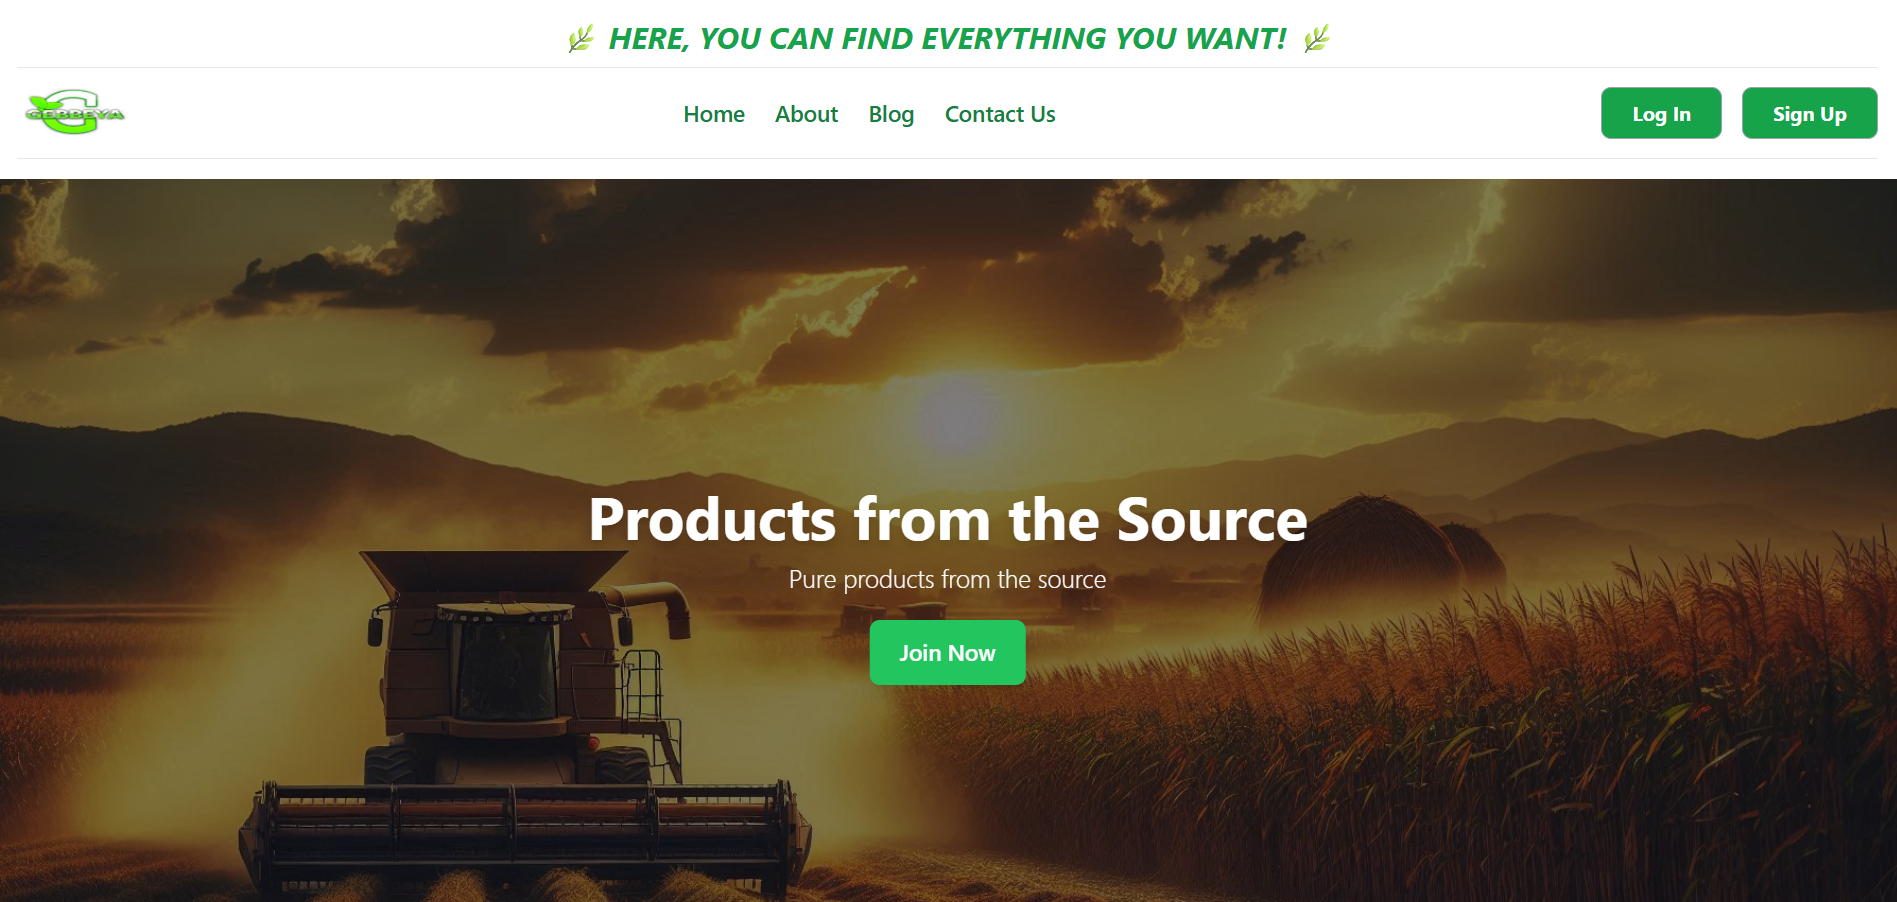 🌿 HERE, YOU CAN FIND EVERYTHING YOU WANT! 🌿
GEBBEYA
Home About Blog Contact Us Log In Sign Up
Products from the Source
Pure products from the source
Join Now